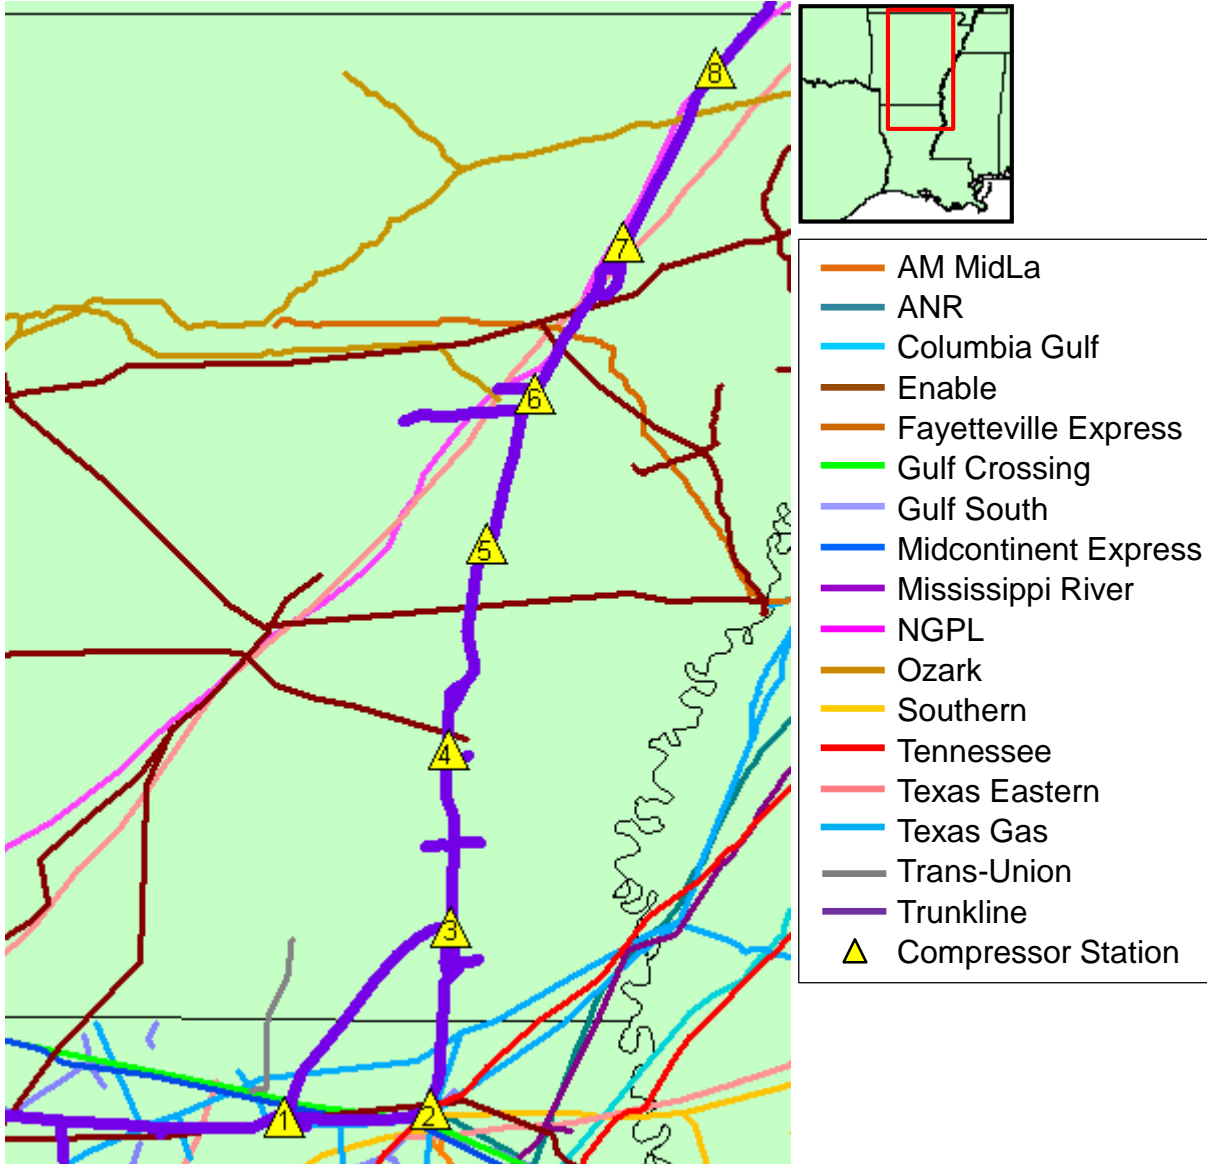 8
7
6
5
4
3
1
2
AM MidLa
ANR
Columbia Gulf
Enable
Fayetteville Express
Gulf Crossing
Gulf South
Midcontinent Express
Mississippi River
NGPL
Ozark
Southern
Tennessee
Texas Eastern
Texas Gas
Trans-Union
Trunkline
Compressor Station